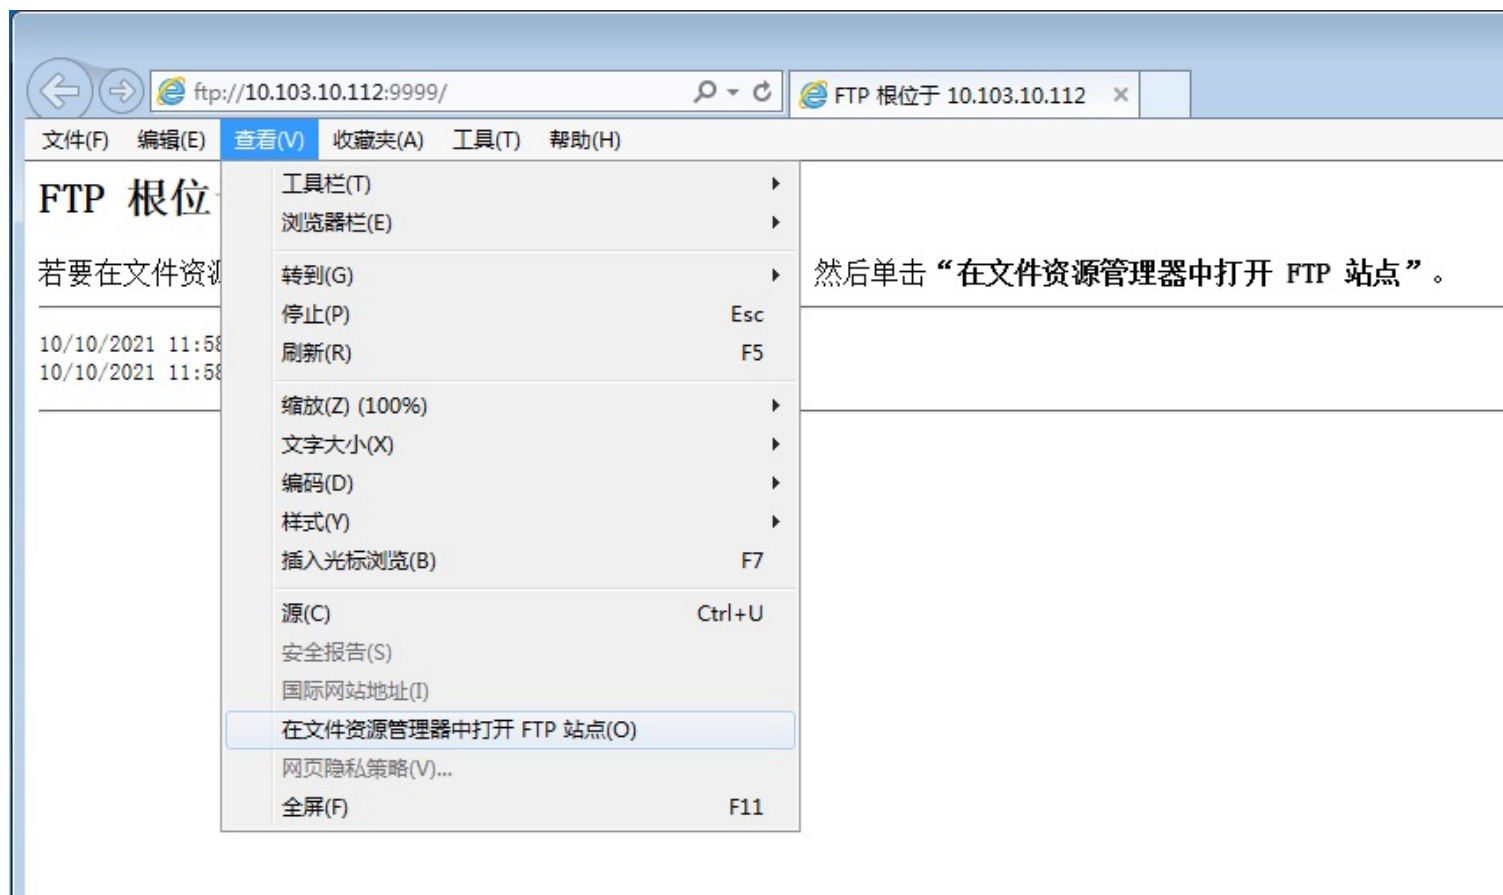 ftp://10.103.10.112:9999/
FTP 根位于 10.103.10.112
文件(F) 编辑(E) 查看(V) 收藏夹(A) 工具(T) 帮助(H)
FTP 根位
若要在文件资 然后单击“在文件资源管理器中打开 FTP 站点”。
10/10/2021 11:58
10/10/2021 11:58
工具栏(T)
浏览器栏(E)
转到(G)
停止(P) Esc
刷新(R) F5
缩放(Z) (100%)
文字大小(X)
编码(D)
样式(Y)
插入光标浏览(B) F7
源(C) Ctrl+U
安全报告(S)
国际网站地址(I)
在文件资源管理器中打开 FTP 站点(O)
网页隐私策略(V)...
全屏(F) F11